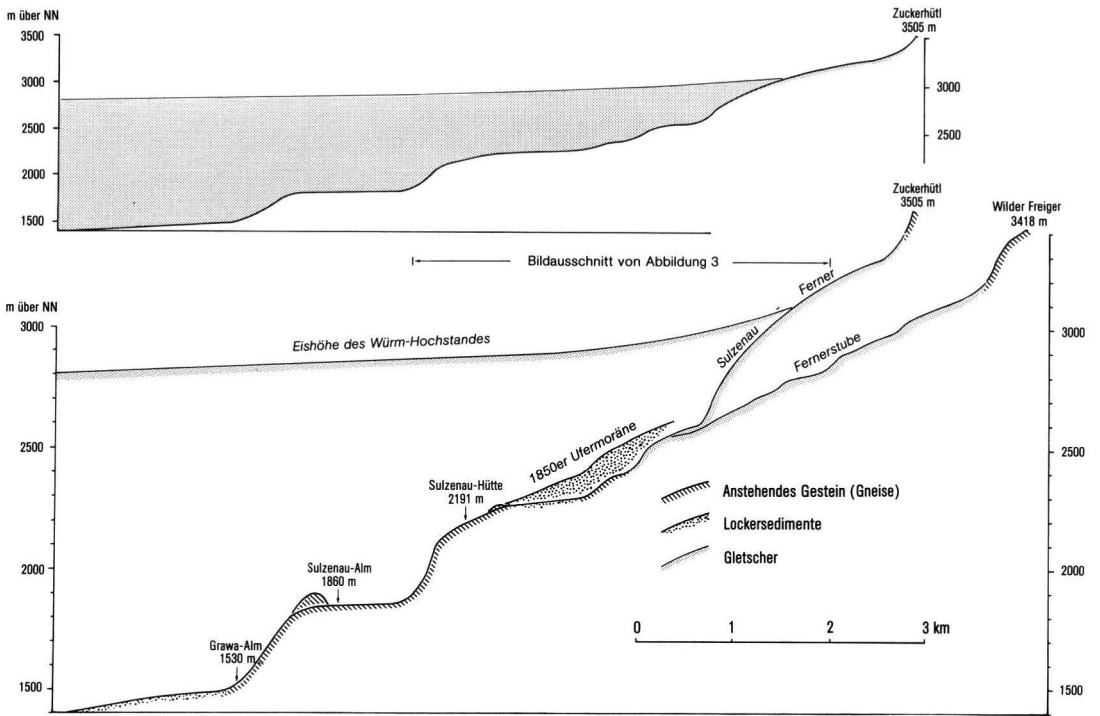 m über NN
3500
3000
2500
2000
1500
Zuckerhütl
3505 m
3000
2500
Bildausschnitt von Abbildung 3
Zuckerhütl
3505 m
Wilder Freiger
3418 m
m über NN
3000
2500
2000
1500
Eishöhe des Würm-Hochstandes
Sulzenau Ferner
Fernerstube
1850er Ufermoräne
Sulzenau-Hütte
2191 m
Sulzenau-Alm
1860 m
Grawa-Alm
1530 m
Anstehendes Gestein (Gneise)
Lockersedimente
Gletscher
0 1 2 3 km
3000
2500
2000
1500